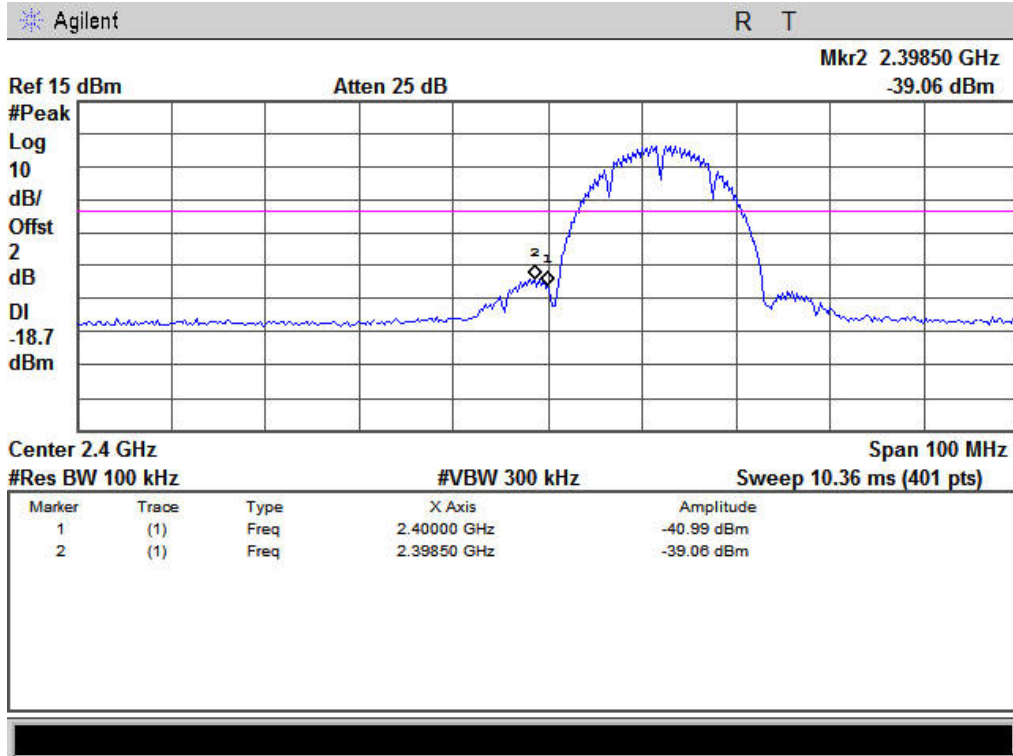 Agilent R T
Mkr2 2.39850 GHz
Ref 15 dBm Atten 25 dB -39.06 dBm
#Peak
Log
10
dB/
Offst
2
dB
DI
-18.7
dBm
2 1
Center 2.4 GHz Span 100 MHz
#Res BW 100 kHz #VBW 300 kHz Sweep 10.36 ms (401 pts)
Marker Trace Type X Axis Amplitude
1 (1) Freq 2.40000 GHz -40.99 dBm
2 (1) Freq 2.39850 GHz -39.06 dBm